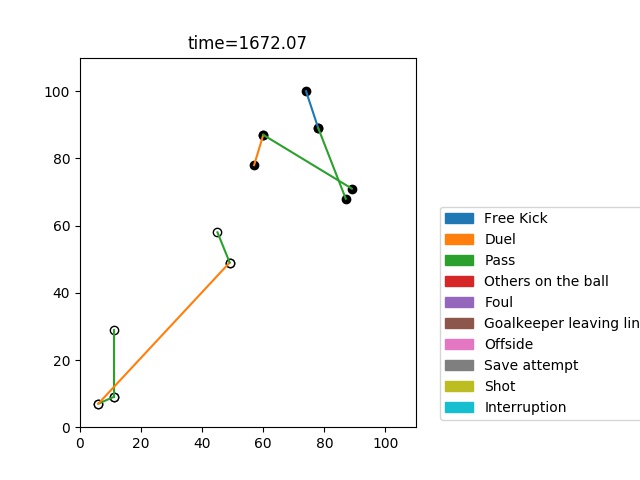 time=1672.07
100
80
60
40
20
0
0 20 40 60 80 100
Free Kick
Duel
Pass
Others on the ball
Foul
Goalkeeper leaving lin
Offside
Save attempt
Shot
Interruption